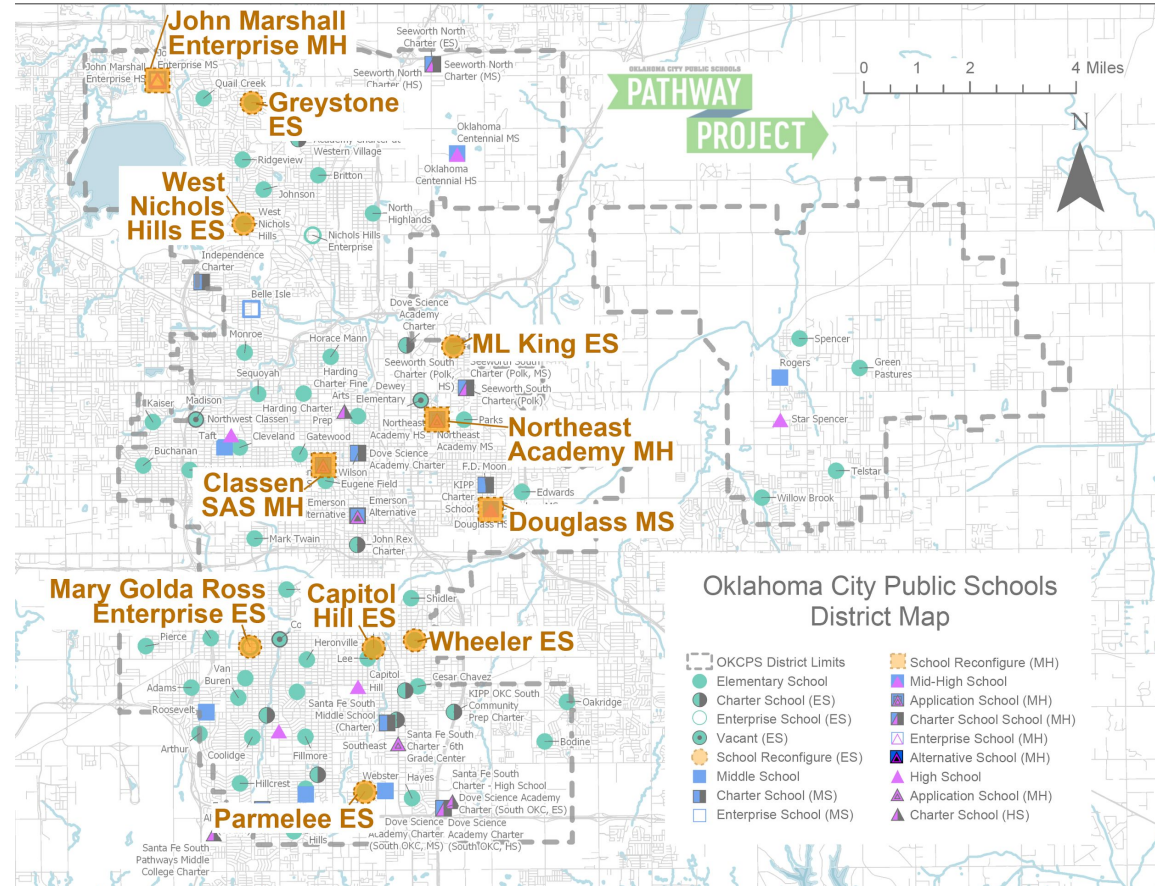 John Marshall
Enterprise MH
Enterprise MS
John Marshall
Enterprise HS
Quail Creek
Greystone
ES
Seeworth North
Charter (ES)
Seeworth North
Charter (MS)
Seeworth North
Charter (HS)
OKLAHOMA CITY PUBLIC SCHOOLS
PATHWAY
PROJECT
0 1 2 4 Miles
N
Academy Charter at
Western Village
Oklahoma
Centennial MS
Oklahoma
Centennial HS
Ridgeview
Britton
Johnson
West
Nichols
Hills ES
West
Nichols
Hills
North
Highlands
Nichols Hills
Enterprise
Independence
Charter
Belle Isle
Dove Science
Academy
Charter
Monroe
Horace Mann
ML King ES
Seeworth South
Charter (Polk, MS)
Seeworth South
Charter (Polk,
HS)
Seeworth South
Charter(Polk)
Sequoyah
Harding
Charter Fine
Arts
Dewey
Elementary
Kaiser
Madison
Harding Charter
Prep
Northwest Classen
Northeast
Academy HS
Northeast
Academy MS
Parks
Northeast
Academy MH
Taft
Cleveland
Gatewood
Buchanan
Dove Science
Academy Charter
Wilson
Eugene Field
Classen
SAS MH
F.D. Moon
KIPP
Charter
School
Douglass HS
Edwards
Douglass MS
Emerson
Alternative
Emerson
Alternative
John Rex
Charter
Mark Twain
Spencer
Rogers
Green
Pastures
Star Spencer
Telstar
Willow Brook
Mary Golda Ross
Enterprise ES
Capitol
Hill ES
Shidler
Wheeler ES
Pierce
Heronville
Lee
Van
Buren
Adams
Capitol
Hill
Cesar Chavez
Roosevelt
Santa Fe South
Middle School
(Charter)
KIPP OKC South
Community
Prep Charter
Oakridge
Arthur
Coolidge
Fillmore
Southeast
Santa Fe South
Charter - 6th
Grade Center
Bodine
Hillcrest
Webster
Hayes
Santa Fe South
Charter - High School
Dove Science Academy
Charter (South OKC, ES)
Parmelee ES
Hills
Dove Science
Academy Charter
(South OKC, MS)
Dove Science
Academy Charter
(South OKC, HS)
Santa Fe South
Pathways Middle
College Charter
Oklahoma City Public Schools
District Map
OKCPS District Limits
Elementary School
Charter School (ES)
Enterprise School (ES)
Vacant (ES)
School Reconfigure (ES)
Middle School
Charter School (MS)
Enterprise School (MS)
School Reconfigure (MH)
Mid-High School
Application School (MH)
Charter School School (MH)
Enterprise School (MH)
Alternative School (MH)
High School
Application School (MH)
Charter School (HS)